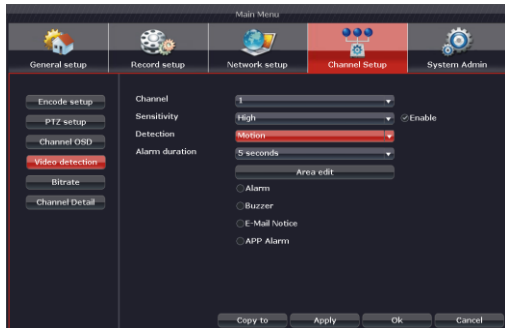 Main Menu
General setup
Record setup
Network setup
Channel Setup
System Admin
Encode setup
PTZ setup
Channel OSD
Video detection
Bitrate
Channel Detail
Channel 1
Sensitivity High Enable
Detection Motion
Alarm duration 5 seconds
Area edit
Alarm
Buzzer
E-Mail Notice
APP Alarm
Copy to Apply Ok Cancel